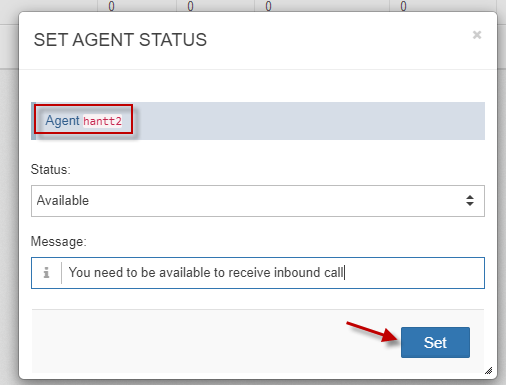 0 0 0 0
SET AGENT STATUS ×
Agent hantt2
Status:
Available
Message:
You need to be available to receive inbound call
Set